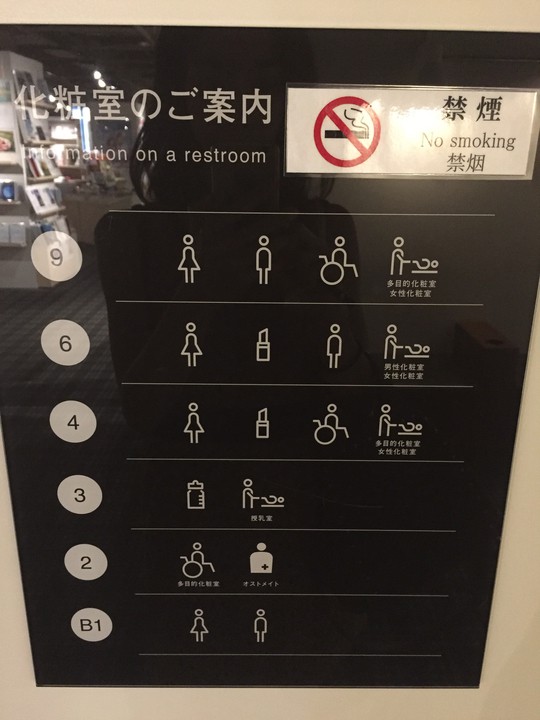 化粧室のご案内
Information on a restroom
禁煙
No smoking
禁烟
9
多目的化粧室
女性化粧室
6
男性化粧室
女性化粧室
4
多目的化粧室
女性化粧室
3
授乳室
2
多目的化粧室
オストメイト
B1